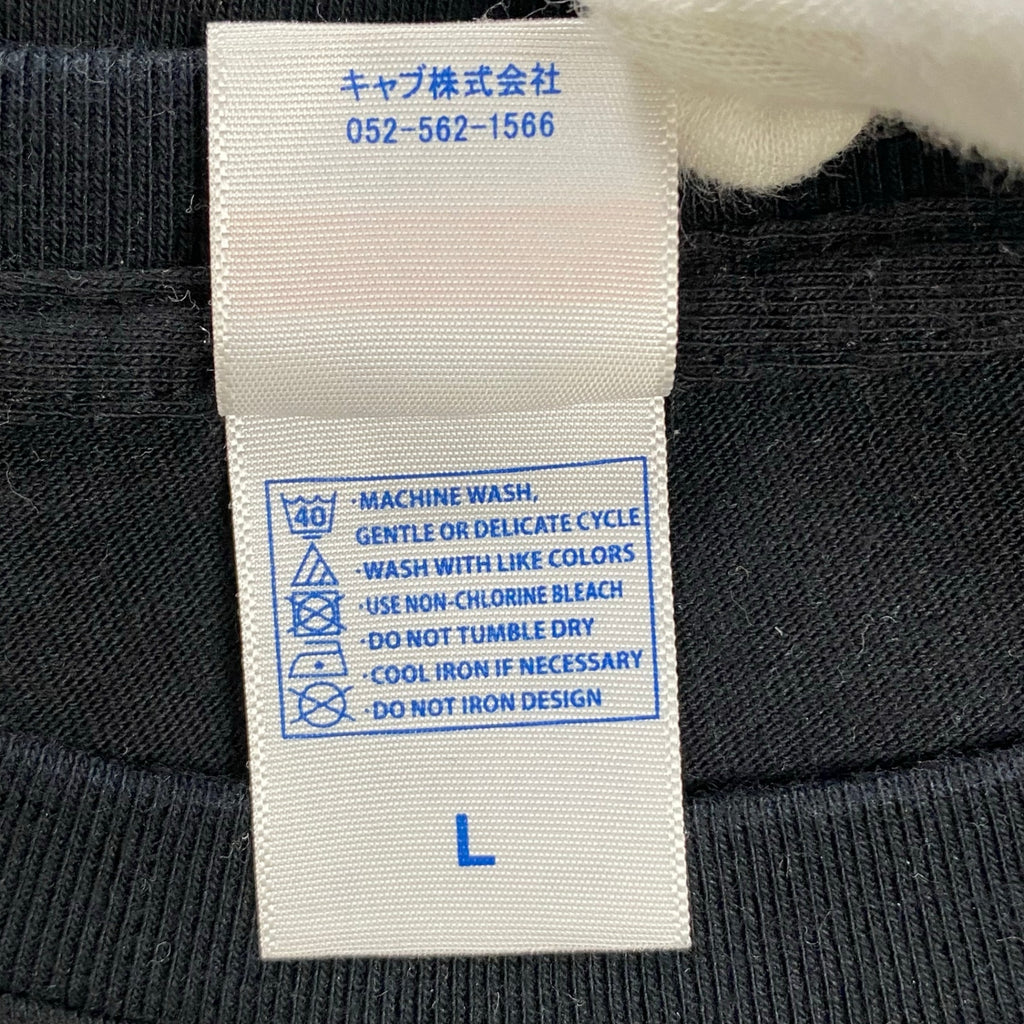 キャブ株式会社
052-562-1566
·MACHINE WASH,
40
GENTLE OR DELICATE CYCLE
·WASH WITH LIKE COLORS
·USE NON-CHLORINE BLEACH
·DO NOT TUMBLE DRY
·COOL IRON IF NECESSARY
·DO NOT IRON DESIGN
L